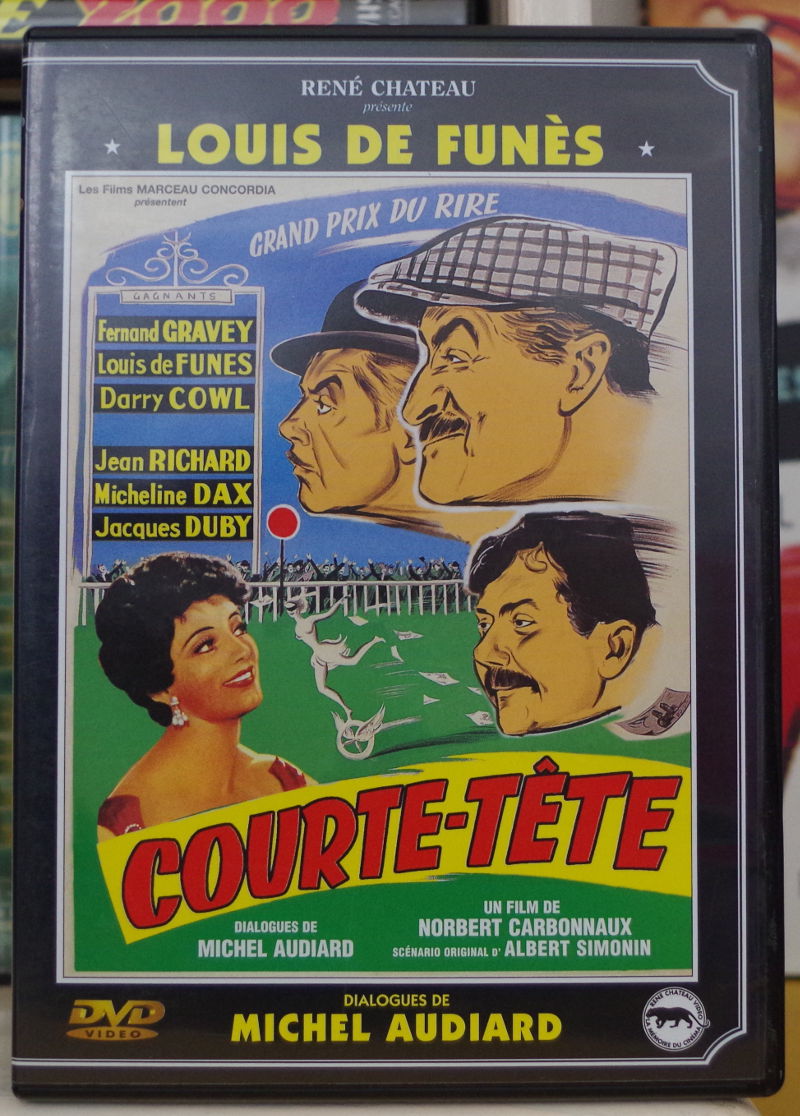 2000
RENÉ CHATEAU
présente
LOUIS DE FUNÈS
Les Films MARCEAU CONCORDIA
présentent
GRAND PRIX DU RIRE
GAGNANTS
Fernand GRAVEY
Louis de FUNES
Darry COWL
Jean RICHARD
Micheline DAX
Jacques DUBY
COURTE-TÊTE
DIALOGUES DE
MICHEL AUDIARD
UN FILM DE
NORBERT CARBONNAUX
SCÉNARIO ORIGINAL D' ALBERT SIMONIN
DVD
VIDEO
DIALOGUES DE
MICHEL AUDIARD
RENÉ CHATEAU VIDEO
LA MÉMOIRE DU CINÉMA